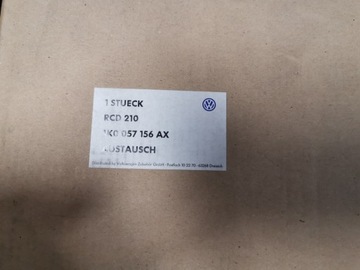 1 STUECK
RCD 210
1K0 057 156 AX
AUSTAUSCH